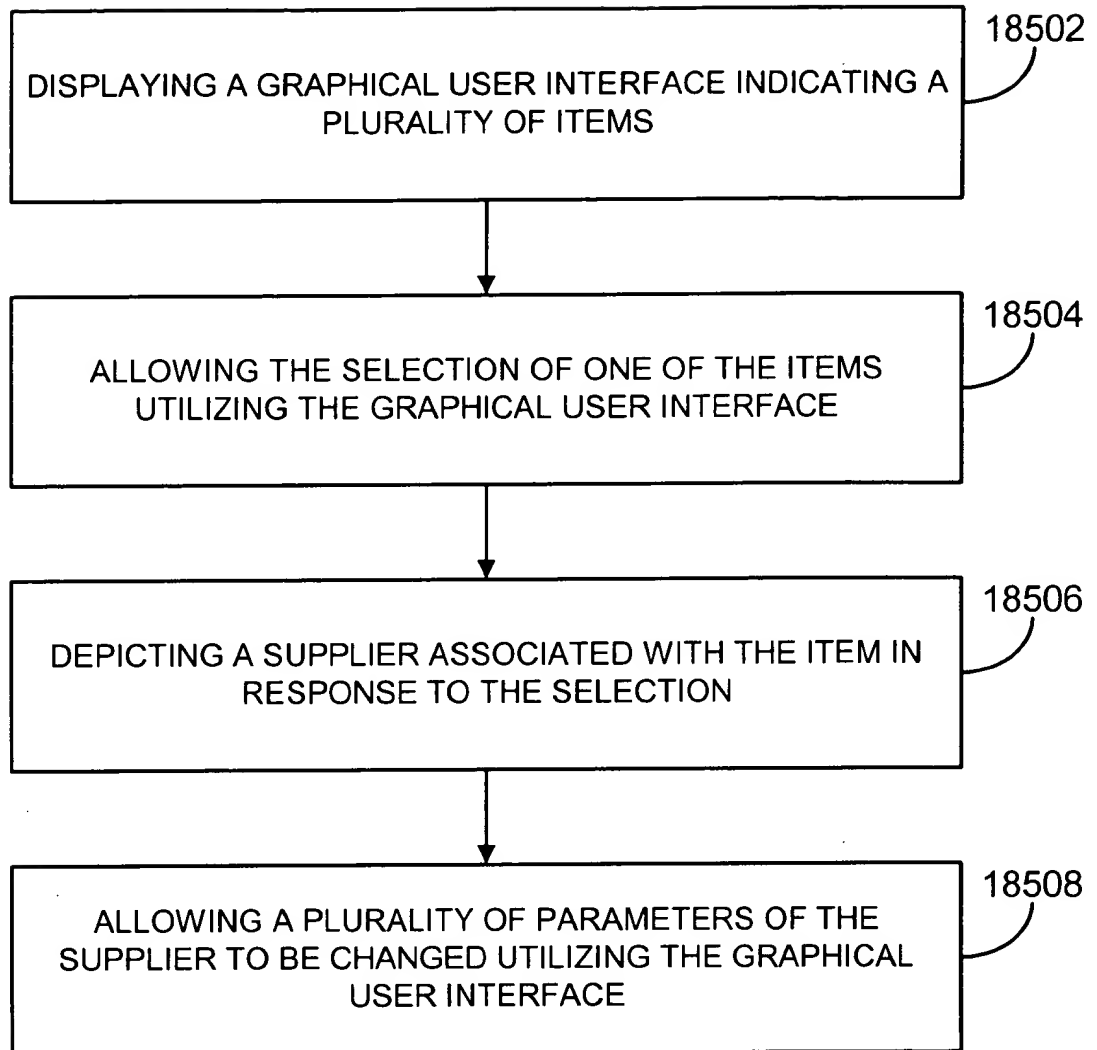 18502
DISPLAYING A GRAPHICAL USER INTERFACE INDICATING A
PLURALITY OF ITEMS
18504
ALLOWING THE SELECTION OF ONE OF THE ITEMS
UTILIZING THE GRAPHICAL USER INTERFACE
18506
DEPICTING A SUPPLIER ASSOCIATED WITH THE ITEM IN
RESPONSE TO THE SELECTION
18508
ALLOWING A PLURALITY OF PARAMETERS OF THE
SUPPLIER TO BE CHANGED UTILIZING THE GRAPHICAL
USER INTERFACE